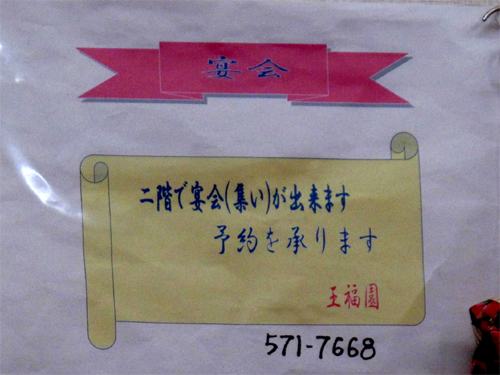 宴会
二階で宴会(集い)が出来ます
予約を承ります
王福園
571-7668